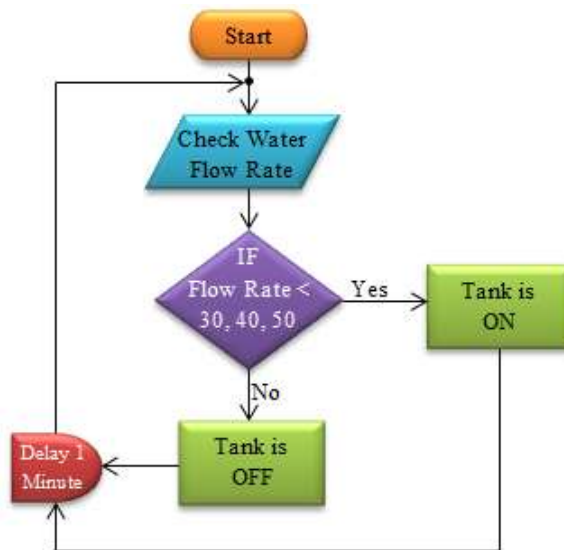 Start
Check Water
Flow Rate
IF
Flow Rate <
30, 40, 50
Yes
Tank is
ON
No
Tank is
OFF
Delay 1
Minute